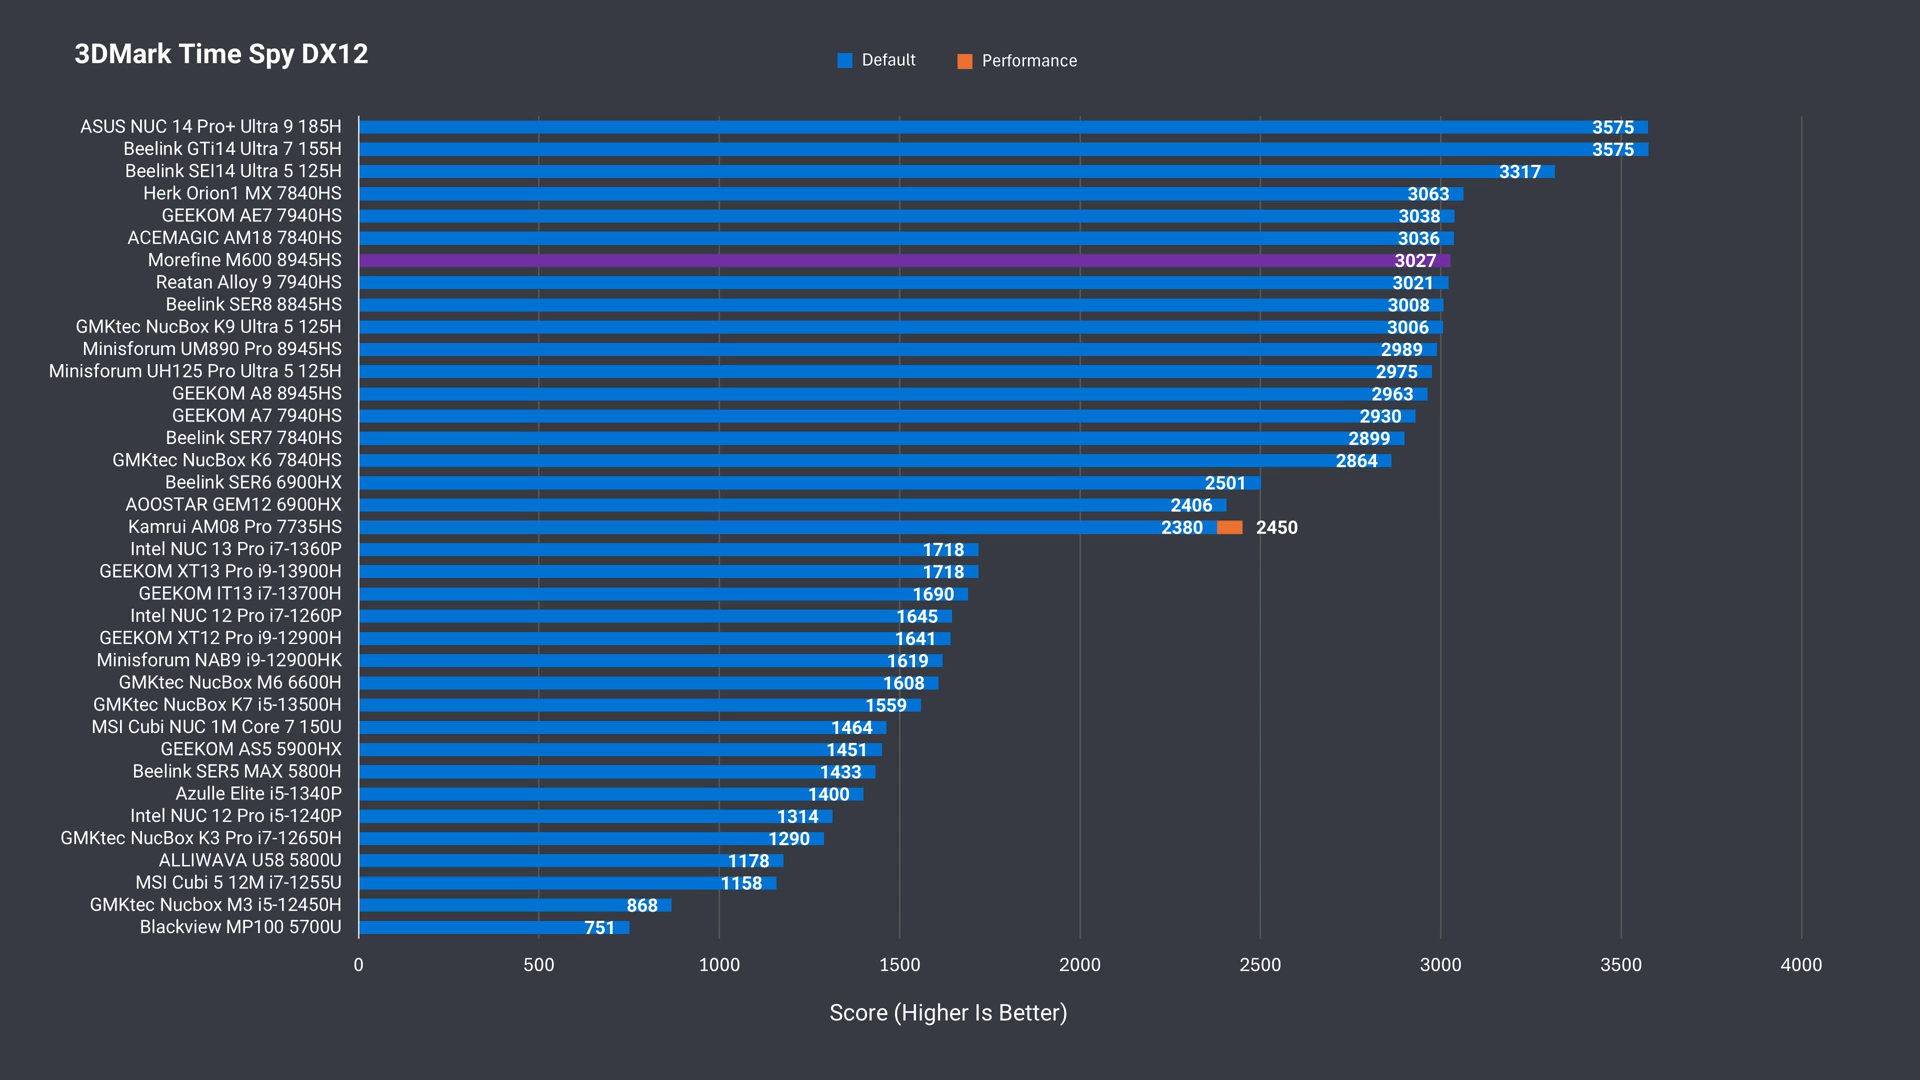 3DMark Time Spy DX12
Default
Performance
ASUS NUC 14 Pro+ Ultra 9 185H 3575
Beelink GTi14 Ultra 7 155H 3575
Beelink SEI14 Ultra 5 125H 3317
Herk Orion1 MX 7840HS 3063
GEEKOM AE7 7940HS 3038
ACEMAGIC AM18 7840HS 3036
Morefine M600 8945HS 3027
Reatan Alloy 9 7940HS 3021
Beelink SER8 8845HS 3008
GMKtec NucBox K9 Ultra 5 125H 3006
Minisforum UM890 Pro 8945HS 2989
Minisforum UH125 Pro Ultra 5 125H 2975
GEEKOM A8 8945HS 2963
GEEKOM A7 7940HS 2930
Beelink SER7 7840HS 2899
GMKtec NucBox K6 7840HS 2864
Beelink SER6 6900HX 2501
AOOSTAR GEM12 6900HX 2406
Kamrui AM08 Pro 7735HS 2380 2450
Intel NUC 13 Pro i7-1360P 1718
GEEKOM XT13 Pro i9-13900H 1718
GEEKOM IT13 i7-13700H 1690
Intel NUC 12 Pro i7-1260P 1645
GEEKOM XT12 Pro i9-12900H 1641
Minisforum NAB9 i9-12900HK 1619
GMKtec NucBox M6 6600H 1608
GMKtec NucBox K7 i5-13500H 1559
MSI Cubi NUC 1M Core 7 150U 1464
GEEKOM AS5 5900HX 1451
Beelink SER5 MAX 5800H 1433
Azulle Elite i5-1340P 1400
Intel NUC 12 Pro i5-1240P 1314
GMKtec NucBox K3 Pro i7-12650H 1290
ALLIWAVA U58 5800U 1178
MSI Cubi 5 12M i7-1255U 1158
GMKtec Nucbox M3 i5-12450H 868
Blackview MP100 5700U 751
0 500 1000 1500 2000 2500 3000 3500 4000
Score (Higher Is Better)